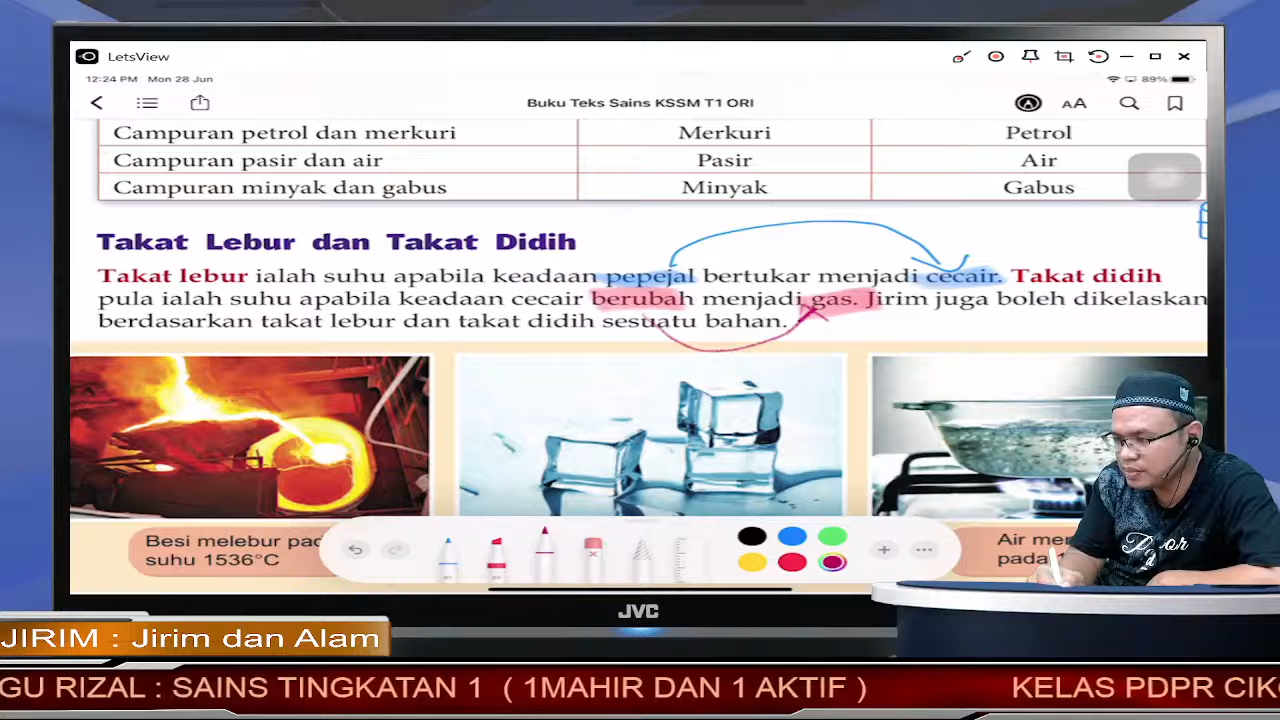 LetsView
12:24 PM Mon 28 Jun
89%
Buku Teks Sains KSSM T1 ORI
AA
Campuran petrol dan merkuri Merkuri Petrol
Campuran pasir dan air Pasir Air
Campuran minyak dan gabus Minyak Gabus
Takat Lebur dan Takat Didih
Takat lebur ialah suhu apabila keadaan pepejal bertukar menjadi cecair. Takat didih
pula ialah suhu apabila keadaan cecair berubah menjadi gas. Jirim juga boleh dikelaskan
berdasarkan takat lebur dan takat didih sesuatu bahan.
Besi melebur
suhu 1536°C
Air
JVC
JIRIM : Jirim dan Alam
GU RIZAL : SAINS TINGKATAN 1 ( 1MAHIR DAN 1 AKTIF ) KELAS PDPR